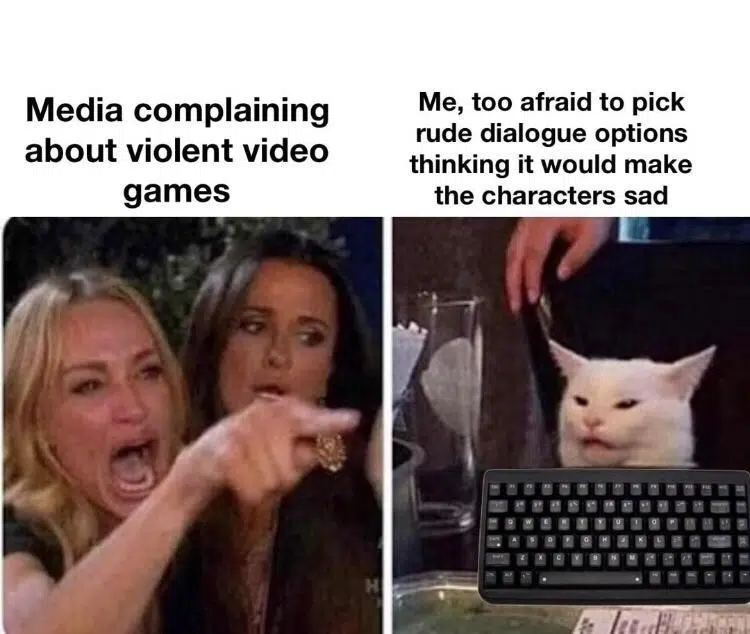 Media complaining
about violent video
games
Me, too afraid to pick
rude dialogue options
thinking it would make
the characters sad